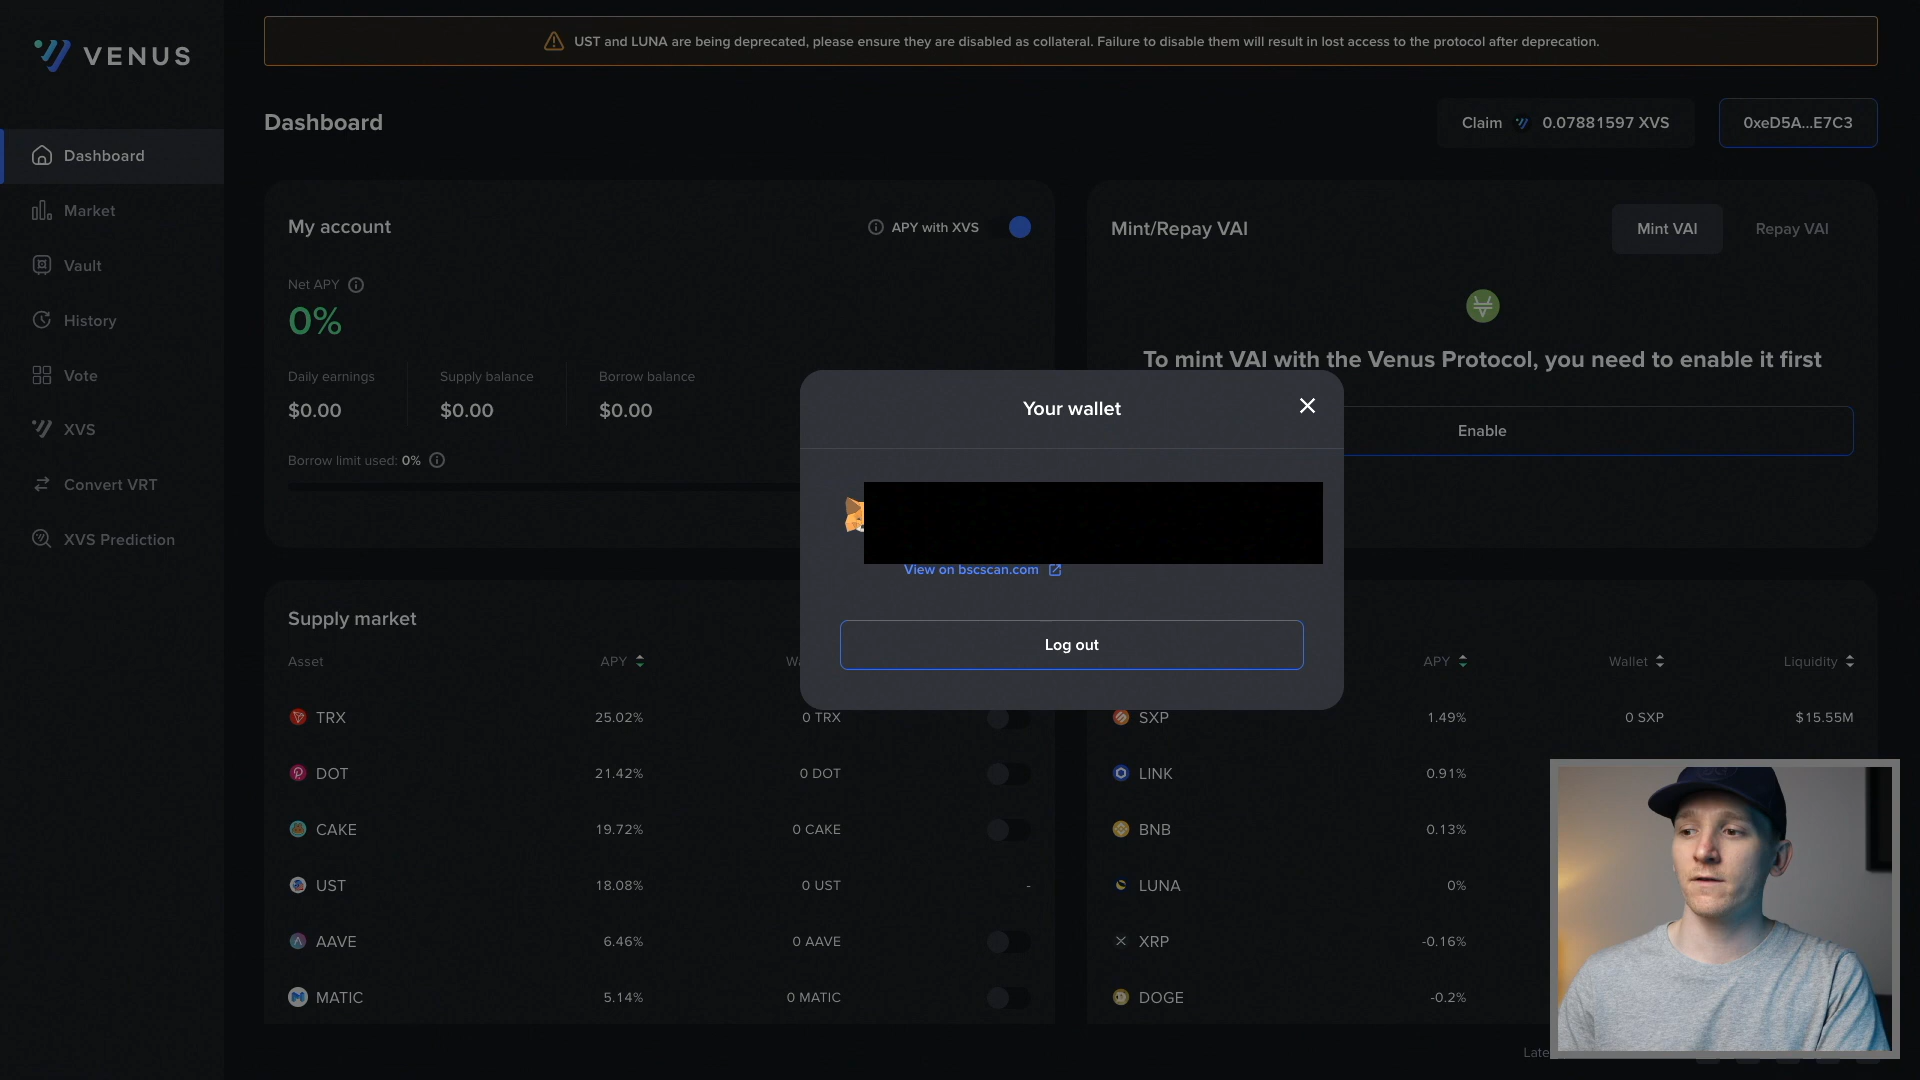 VENUS
UST and LUNA are being deprecated, please ensure they are disabled as collateral. Failure to disable them will result in lost access to the protocol after deprecation.
Dashboard
Claim 0.07881597 XVS
0xeD5A...E7C3
Dashboard
Market
Vault
History
Vote
XVS
Convert VRT
XVS Prediction
My account
APY with XVS
Net APY
0%
Daily earnings Supply balance Borrow balance
$0.00 $0.00 $0.00
Borrow limit used: 0%
Mint/Repay VAI
Mint VAI
Repay VAI
To mint VAI with the Venus Protocol, you need to enable it first
Enable
Your wallet
View on bscscan.com
Log out
Supply market
Asset APY
TRX 25.02% 0 TRX
DOT 21.42% 0 DOT
CAKE 19.72% 0 CAKE
UST 18.08% 0 UST -
AAVE 6.46% 0 AAVE
MATIC 5.14% 0 MATIC
APY Wallet Liquidity
SXP 1.49% 0 SXP $15.55M
LINK 0.91%
BNB 0.13%
LUNA 0%
XRP -0.16%
DOGE -0.2%